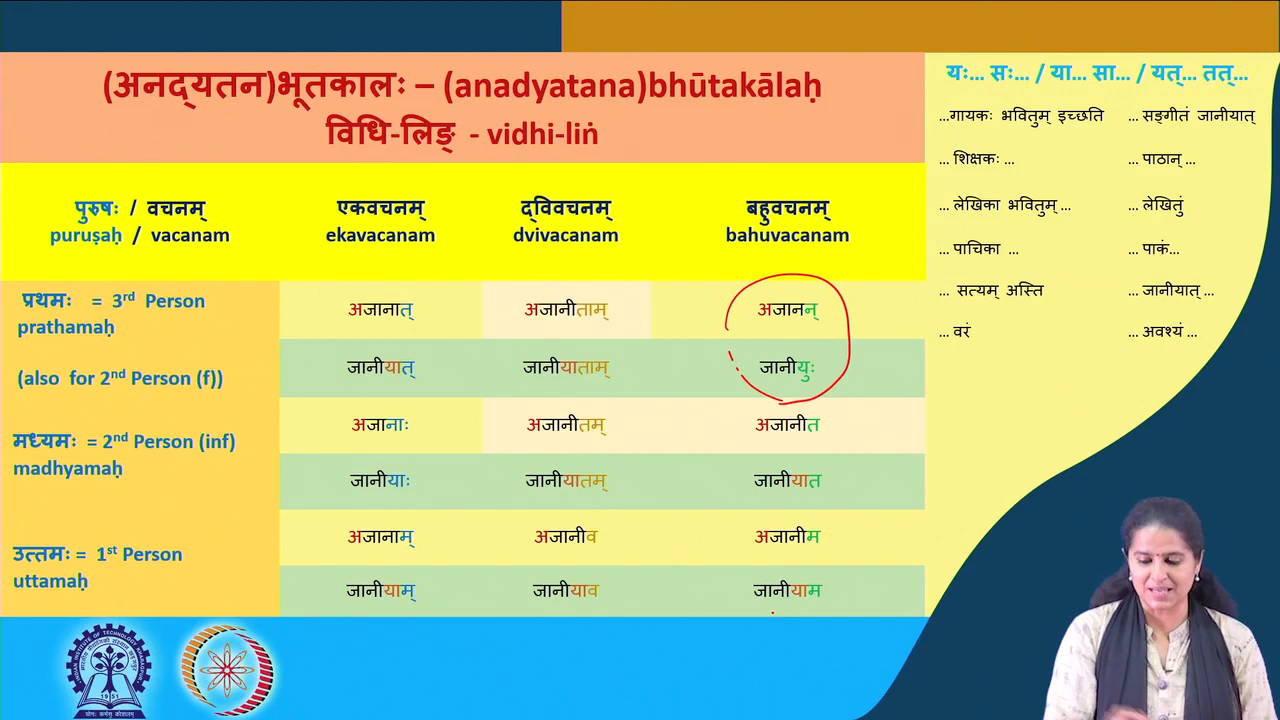 (अनद्यतन)भूतकालः – (anadyatana)bhūtakālaḥ
विधि-लिङ् - vidhi-liṅ
पुरुषः / वचनम् एकवचनम् द्विवचनम् बहुवचनम्
puruṣaḥ / vacanam ekavacanam dvivacanam bahuvacanam
प्रथमः = 3rd Person
prathamaḥ
(also for 2nd Person (f))
अजानात् अजानीताम् अजानन्
जानीयात् जानीयाताम् जानीयुः
मध्यमः = 2nd Person (inf)
madhyamaḥ
अजानाः अजानीतम् अजानीत
जानीयाः जानीयातम् जानीयात
उत्तमः = 1st Person
uttamaḥ
अजानाम् अजानीव अजानीम
जानीयाम् जानीयाव जानीयाम
यः... सः... / या... सा... / यत्... तत्...
...गायकः भवितुम् इच्छति ... सङ्गीतं जानीयात्
... शिक्षकः ... ... पाठान् ...
... लेखिका भवितुम् ... ... लेखितुं
... पाचिका ... ... पाकं...
... सत्यम् अस्ति ... जानीयात् ...
... वरं ... अवश्यं ...
1951